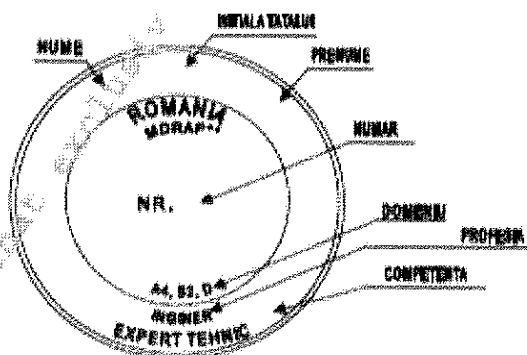 INITIALA TATALUI
NUME
PRENUME
ROMANIA
MDRAP
NUMAR
NR.
DOMENIU
PROFESIA
A4, B3, D
COMPETENTA
INGINER
EXPERT TEHNIC